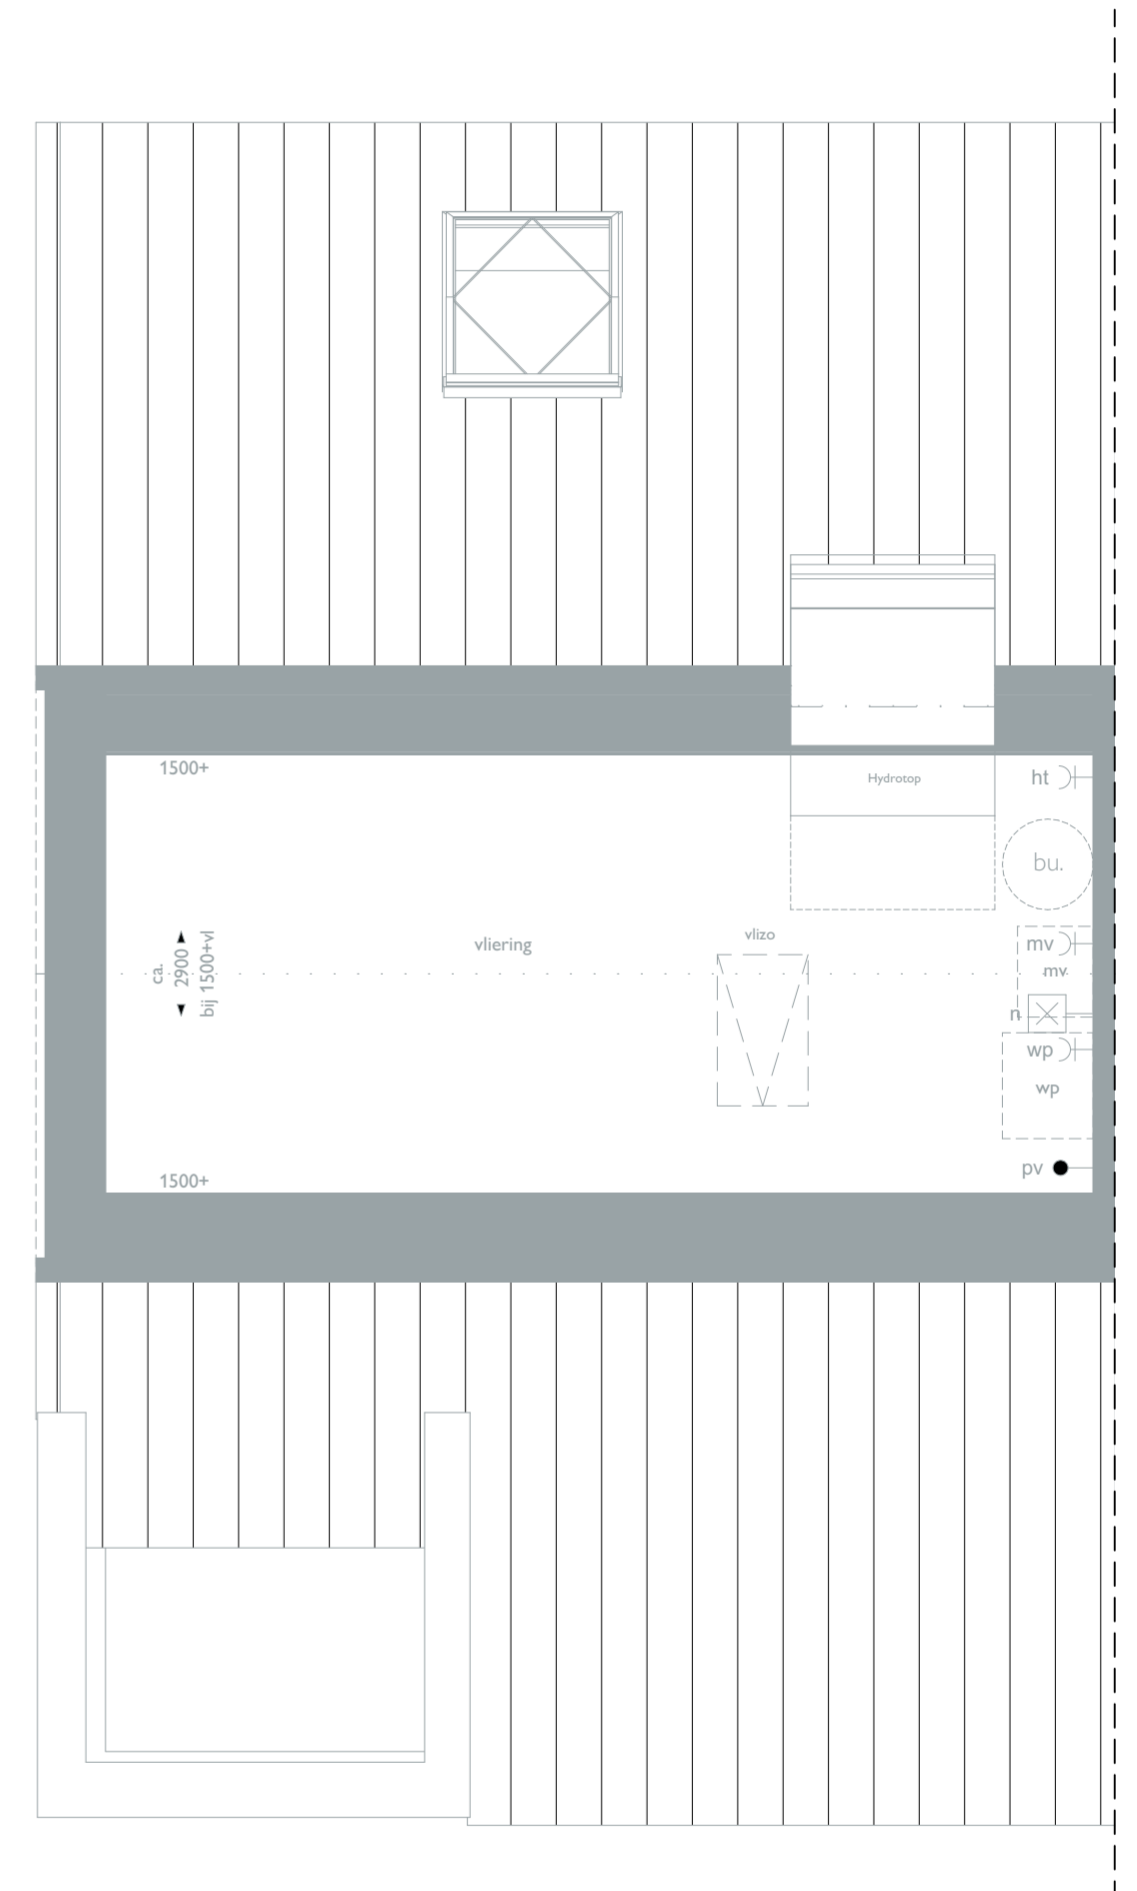 1500+
Hydrotop
ht
bu.
vlizo
vliering
mv
mv
ca.
2900
bij 1500+vl
n
wp
wp
pv
1500+